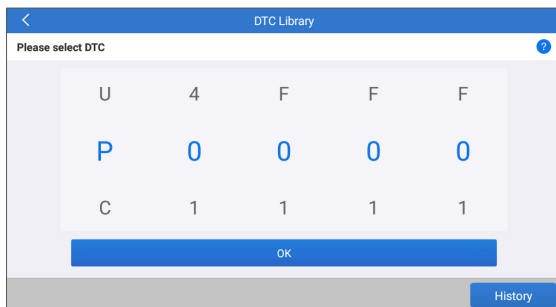 DTC Library
Please select DTC
?
U 4 F F F
P 0 0 0 0
C 1 1 1 1
OK
History